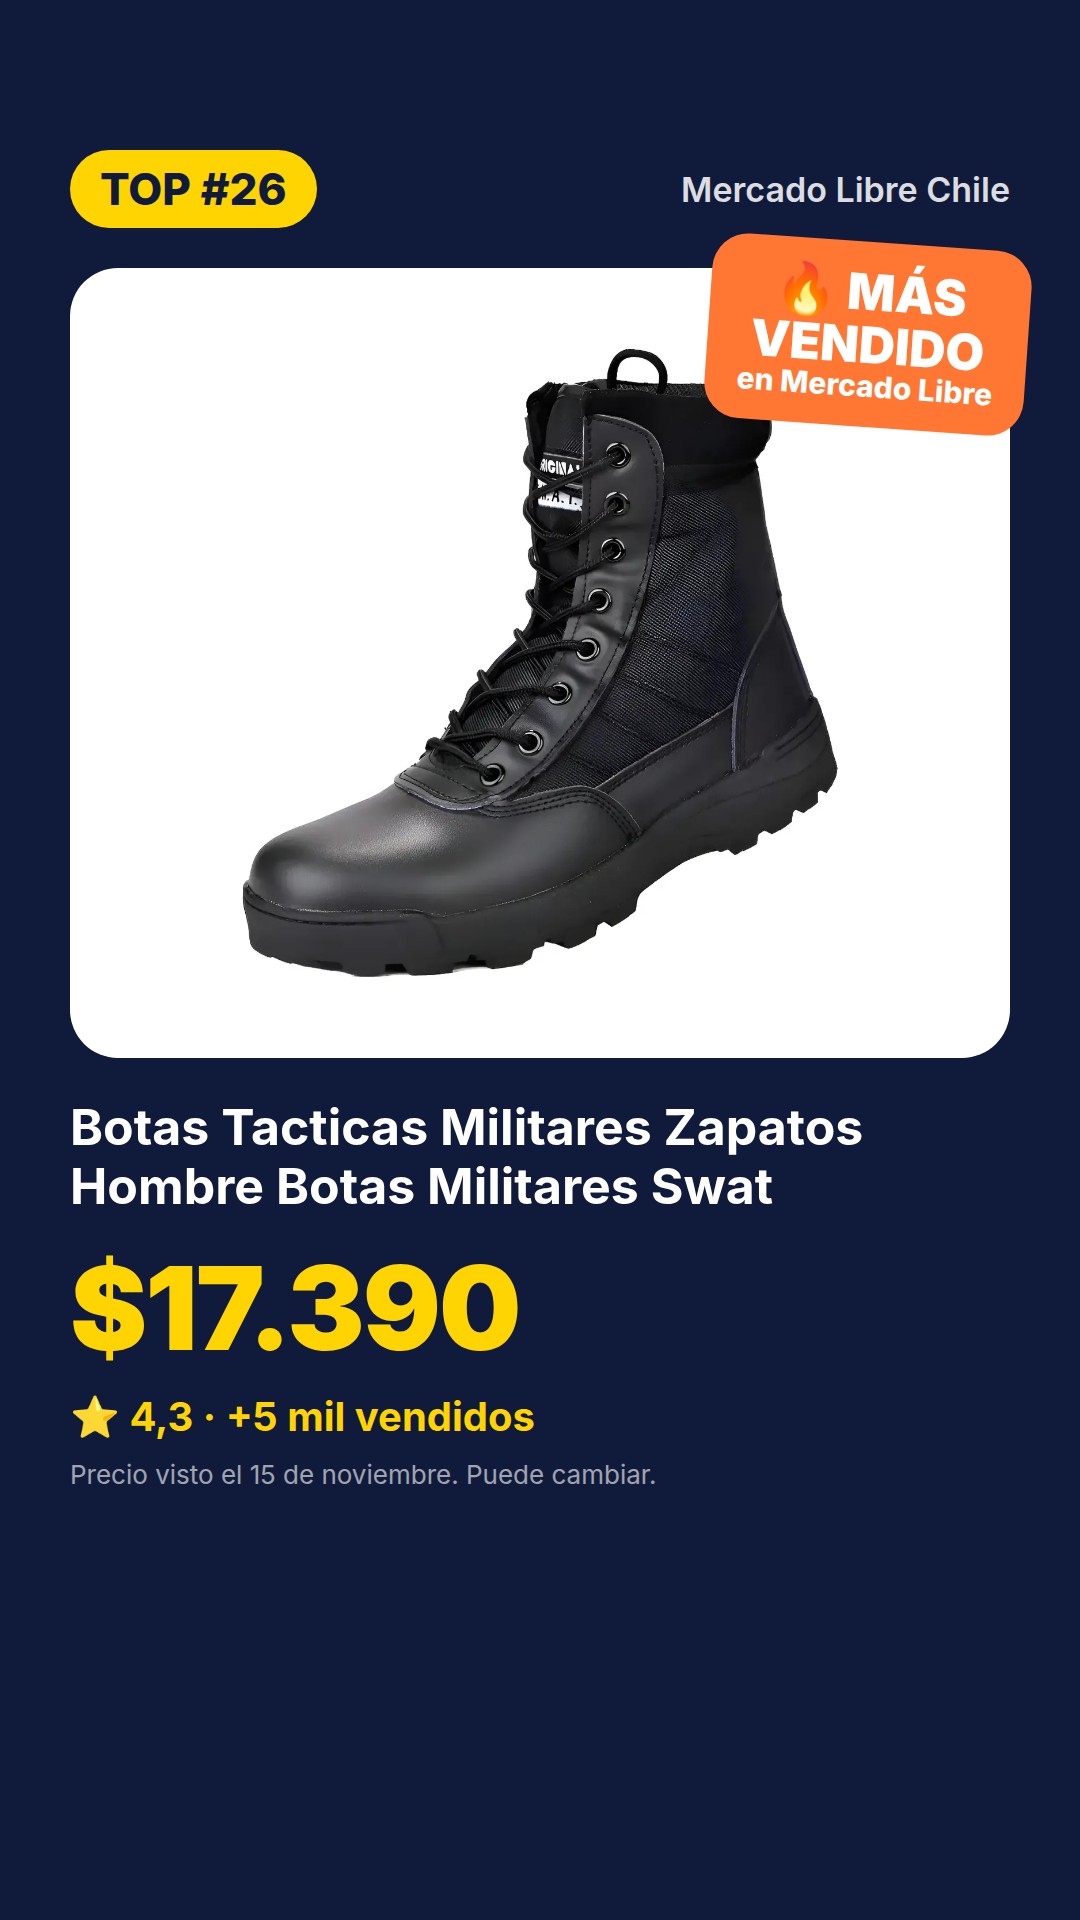 TOP #26
Mercado Libre Chile
🔥 MÁS
VENDIDO
en Mercado Libre
Botas Tacticas Militares Zapatos
Hombre Botas Militares Swat
$17.390
⭐ 4,3 · +5 mil vendidos
Precio visto el 15 de noviembre. Puede cambiar.